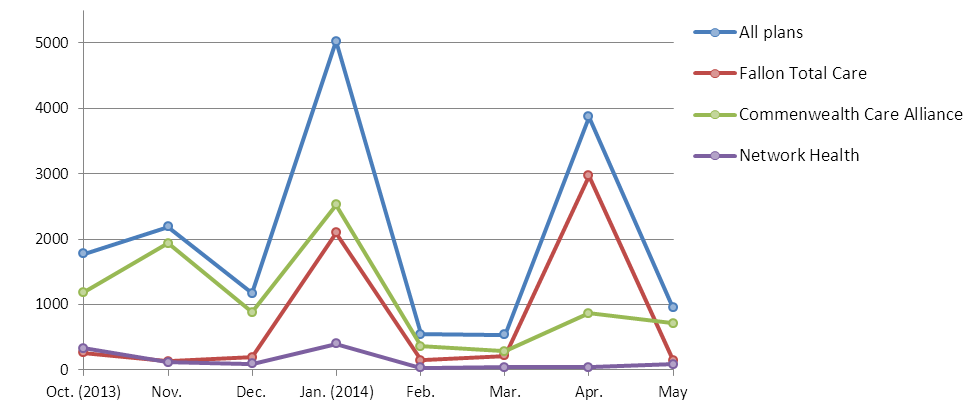 5000
4000
3000
2000
1000
0
Oct. (2013) Nov. Dec. Jan. (2014) Feb. Mar. Apr. May
All plans
Fallon Total Care
Commenwealth Care Alliance
Network Health